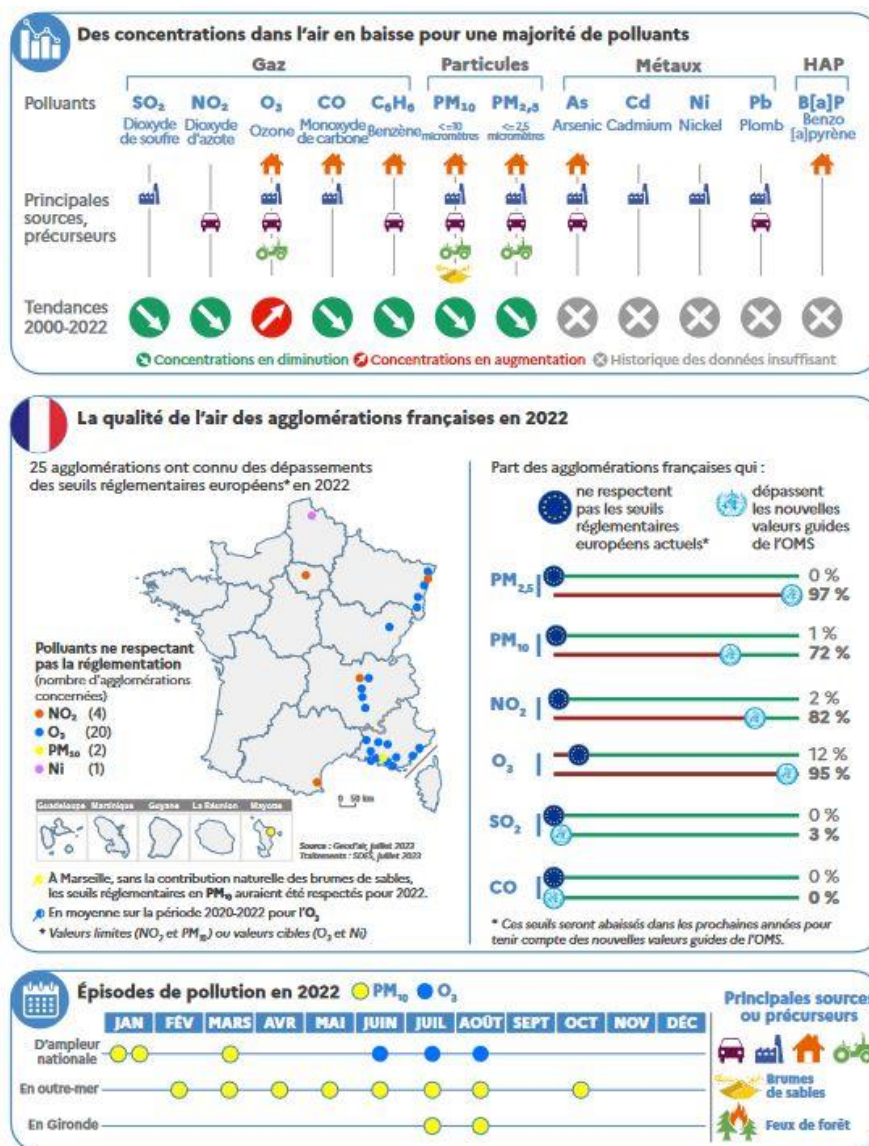 Des concentrations dans l'air en baisse pour une majorité de polluants
Gaz Particules Métaux HAP
Polluants SO₂ NO₂ O₃ CO C₆H₆ PM₁₀ PM₂,₅ As Cd Ni Pb B[a]P
Dioxyde de soufre
Dioxyde d'azote
Ozone
Monoxyde de carbone
Benzène
<=10 micromètres
<=2,5 micromètres
Arsenic
Cadmium
Nickel
Plomb
Benzo [a]pyrène
Principales
sources,
précurseurs
Tendances
2000-2022
Concentrations en diminution Concentrations en augmentation Historique des données insuffisant
La qualité de l'air des agglomérations françaises en 2022
25 agglomérations ont connu des dépassements
des seuils réglementaires européens* en 2022
Polluants ne respectant
pas la réglementation
(nombre d'agglomérations
concernées)
NO₂ (4)
O₃ (20)
PM₁₀ (2)
Ni (1)
0 50 km
Guadeloupe Martinique Guyane La Réunion Mayotte
Source : Geod'air, juillet 2023
Traitements : SDES, juillet 2023
À Marseille, sans la contribution naturelle des brumes de sables,
les seuils réglementaires en PM₁₀ auraient été respectés pour 2022.
En moyenne sur la période 2020-2022 pour l'O₃
* Valeurs limites (NO₂ et PM₁₀) ou valeurs cibles (O₃ et Ni)
Part des agglomérations françaises qui :
ne respectent
pas les seuils
réglementaires
européens actuels*
dépassent
les nouvelles
valeurs guides
de l'OMS
PM₂,₅ 0 %
97 %
PM₁₀ 1 %
72 %
NO₂ 2 %
82 %
O₃ 12 %
95 %
SO₂ 0 %
3 %
CO 0 %
0 %
* Ces seuils seront abaissés dans les prochaines années pour
tenir compte des nouvelles valeurs guides de l'OMS.
Épisodes de pollution en 2022 PM₁₀ O₃
JAN FÉV MARS AVR MAI JUIN JUIL AOÛT SEPT OCT NOV DÉC
D'ampleur
nationale
En outre-mer
En Gironde
Principales sources
ou précurseurs
Brumes
de sables
Feux de forêt